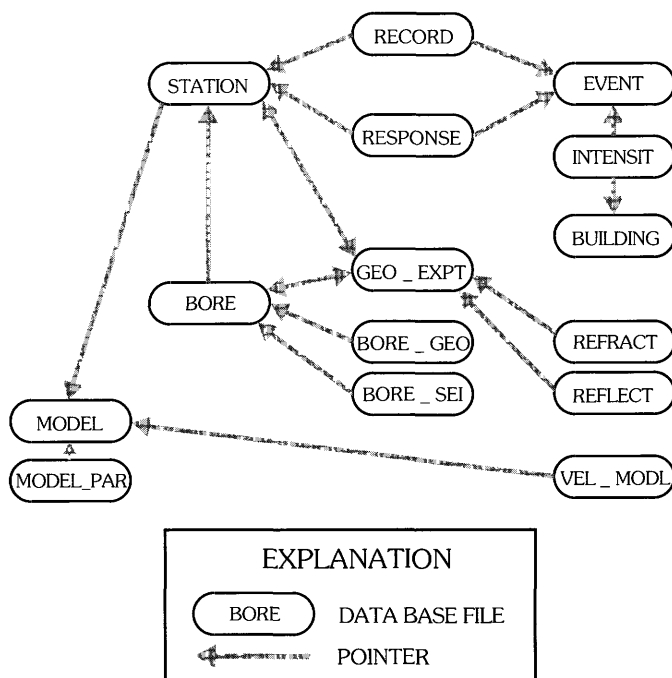 RECORD
STATION
EVENT
RESPONSE
INTENSIT
BUILDING
GEO _ EXPT
BORE
BORE _ GEO
REFRACT
BORE _ SEI
REFLECT
MODEL
MODEL_PAR
VEL _ MODL
EXPLANATION
BORE DATA BASE FILE
POINTER